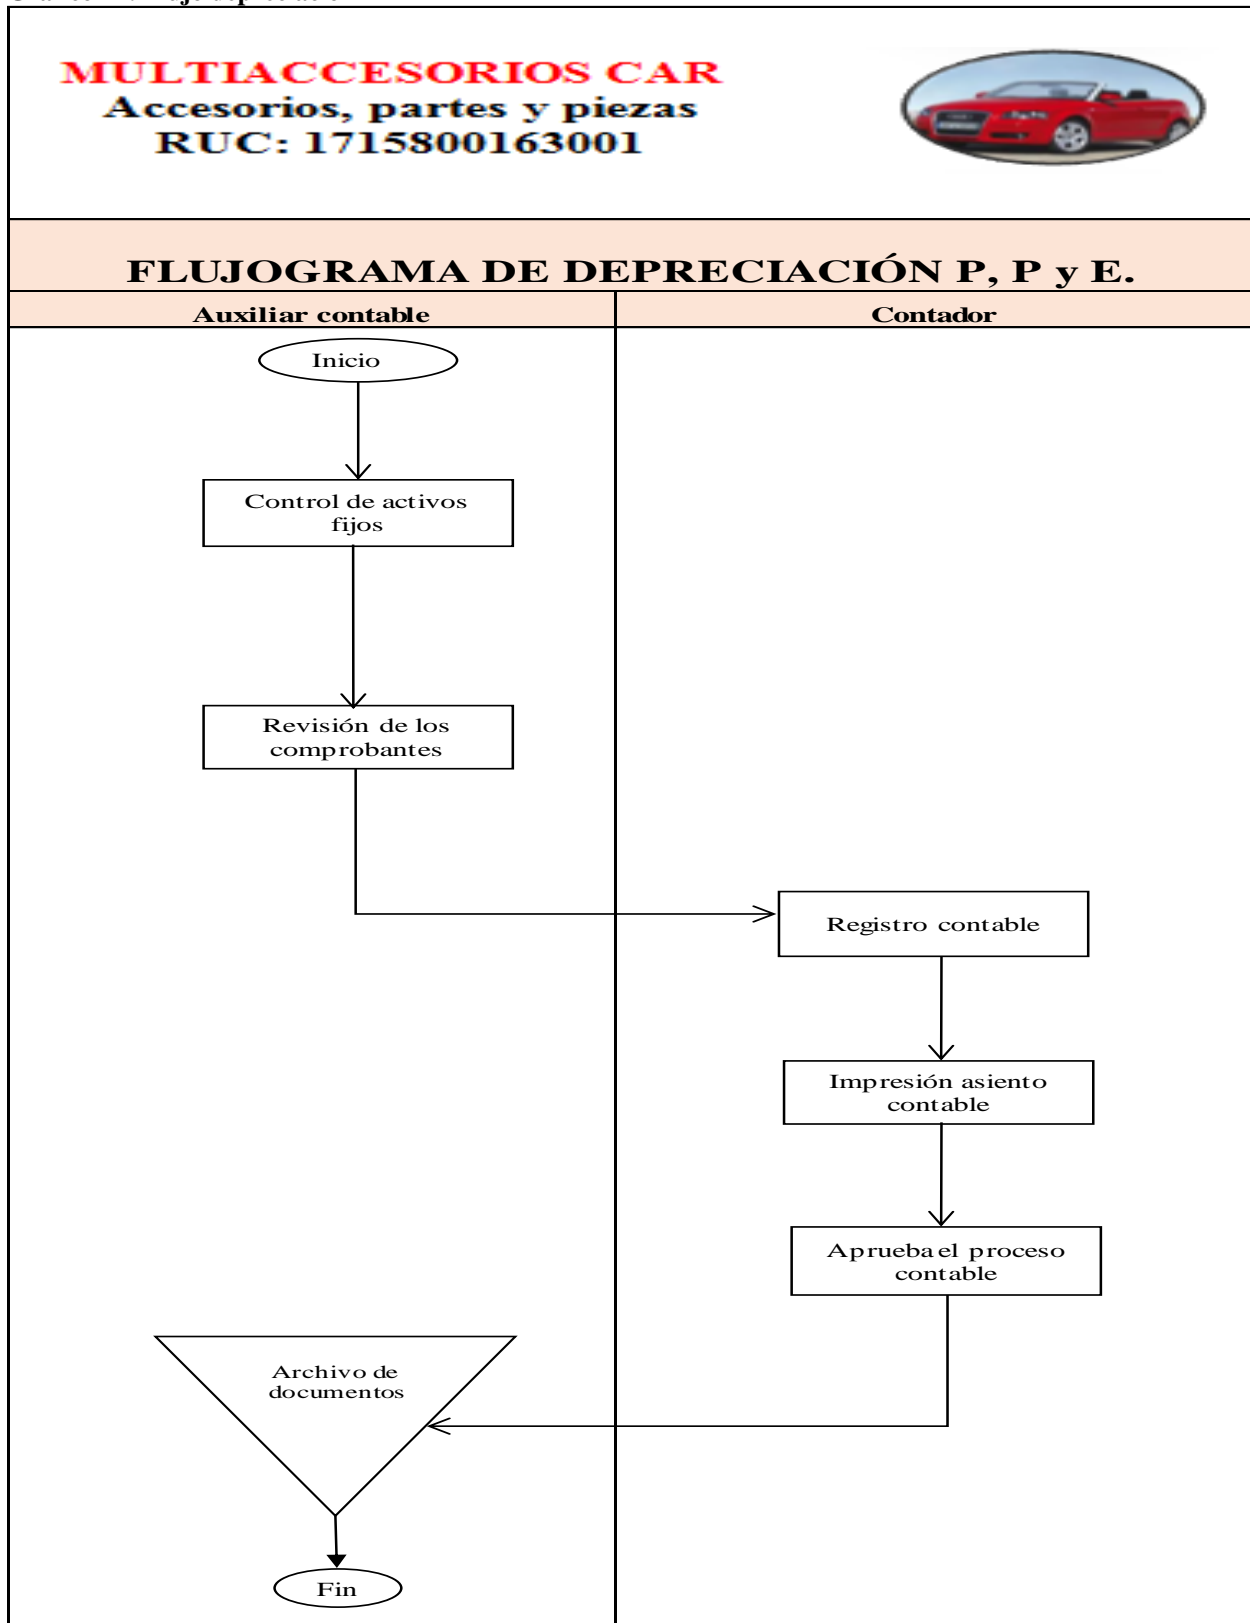 MULTIACCESORIOS CAR
Accesorios, partes y piezas
RUC: 1715800163001
FLUJOGRAMA DE DEPRECIACIÓN P, P y E.
Auxiliar contable
Contador
Inicio
Control de activos
fijos
Revisión de los
comprobantes
Registro contable
Impresión asiento
contable
Aprueba el proceso
contable
Archivo de
documentos
Fin